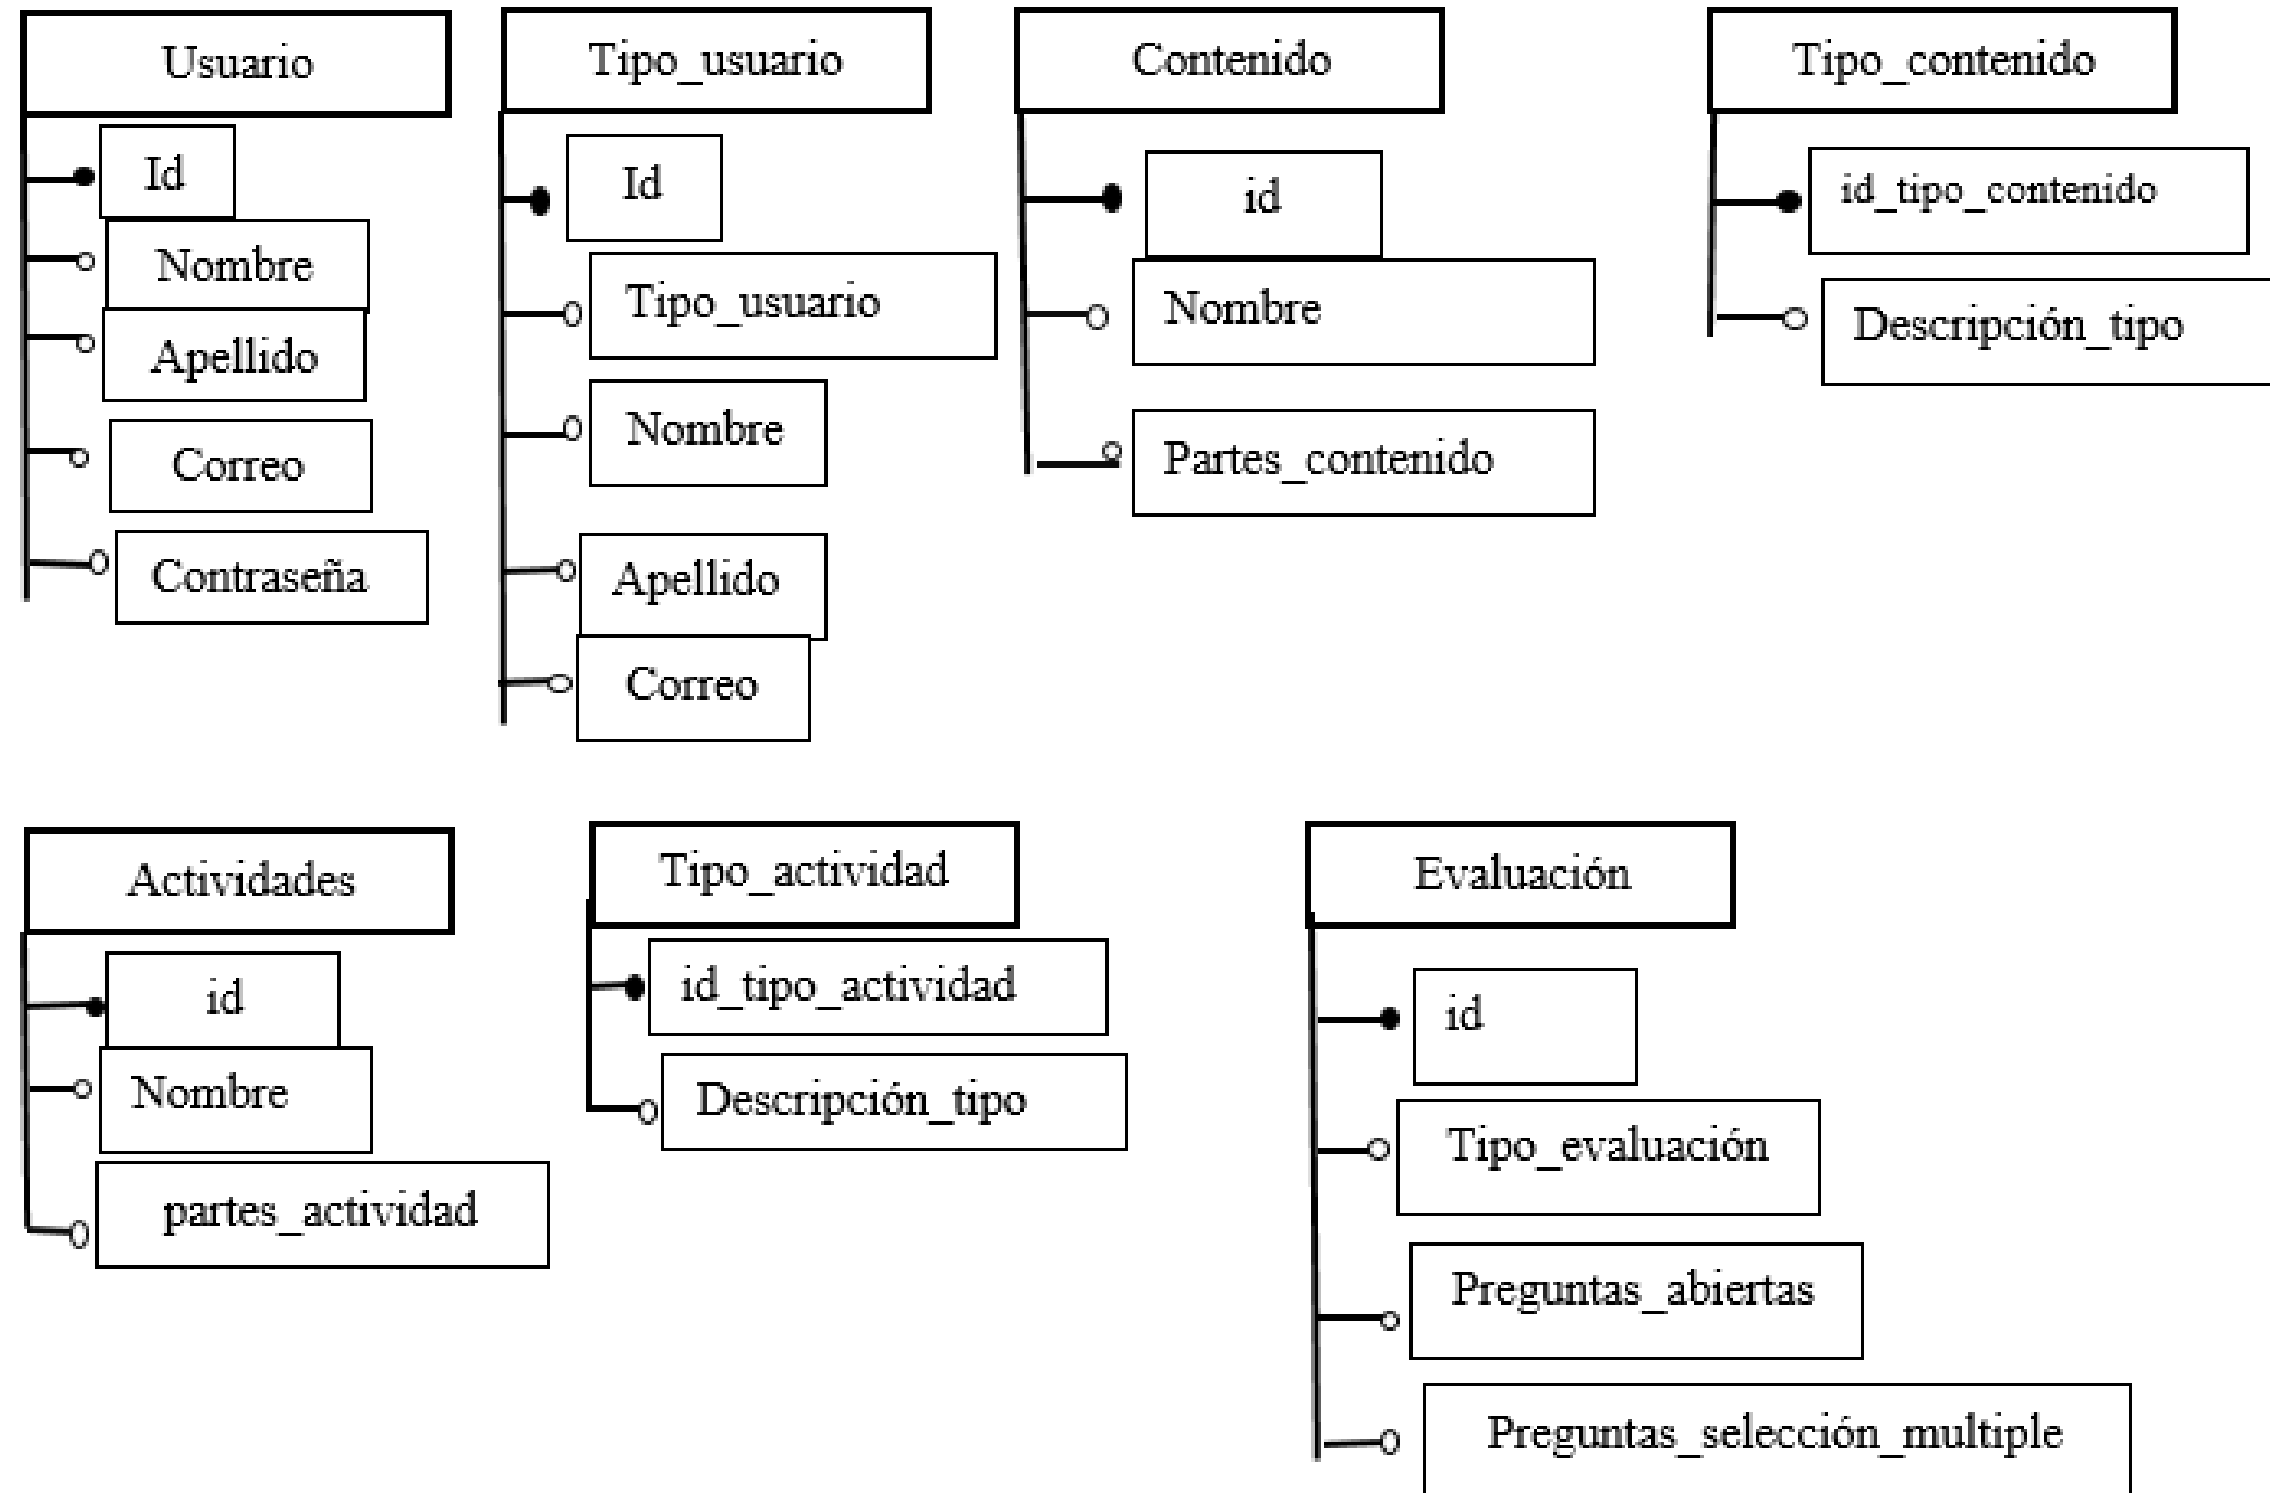 Usuario
Id
Nombre
Apellido
Correo
Contraseña
Tipo_usuario
Id
Tipo_usuario
Nombre
Apellido
Correo
Contenido
id
Nombre
Partes_contenido
Tipo_contenido
id_tipo_contenido
Descripción_tipo
Actividades
id
Nombre
partes_actividad
Tipo_actividad
id_tipo_actividad
Descripción_tipo
Evaluación
id
Tipo_evaluación
Preguntas_abiertas
Preguntas_selección_multiple